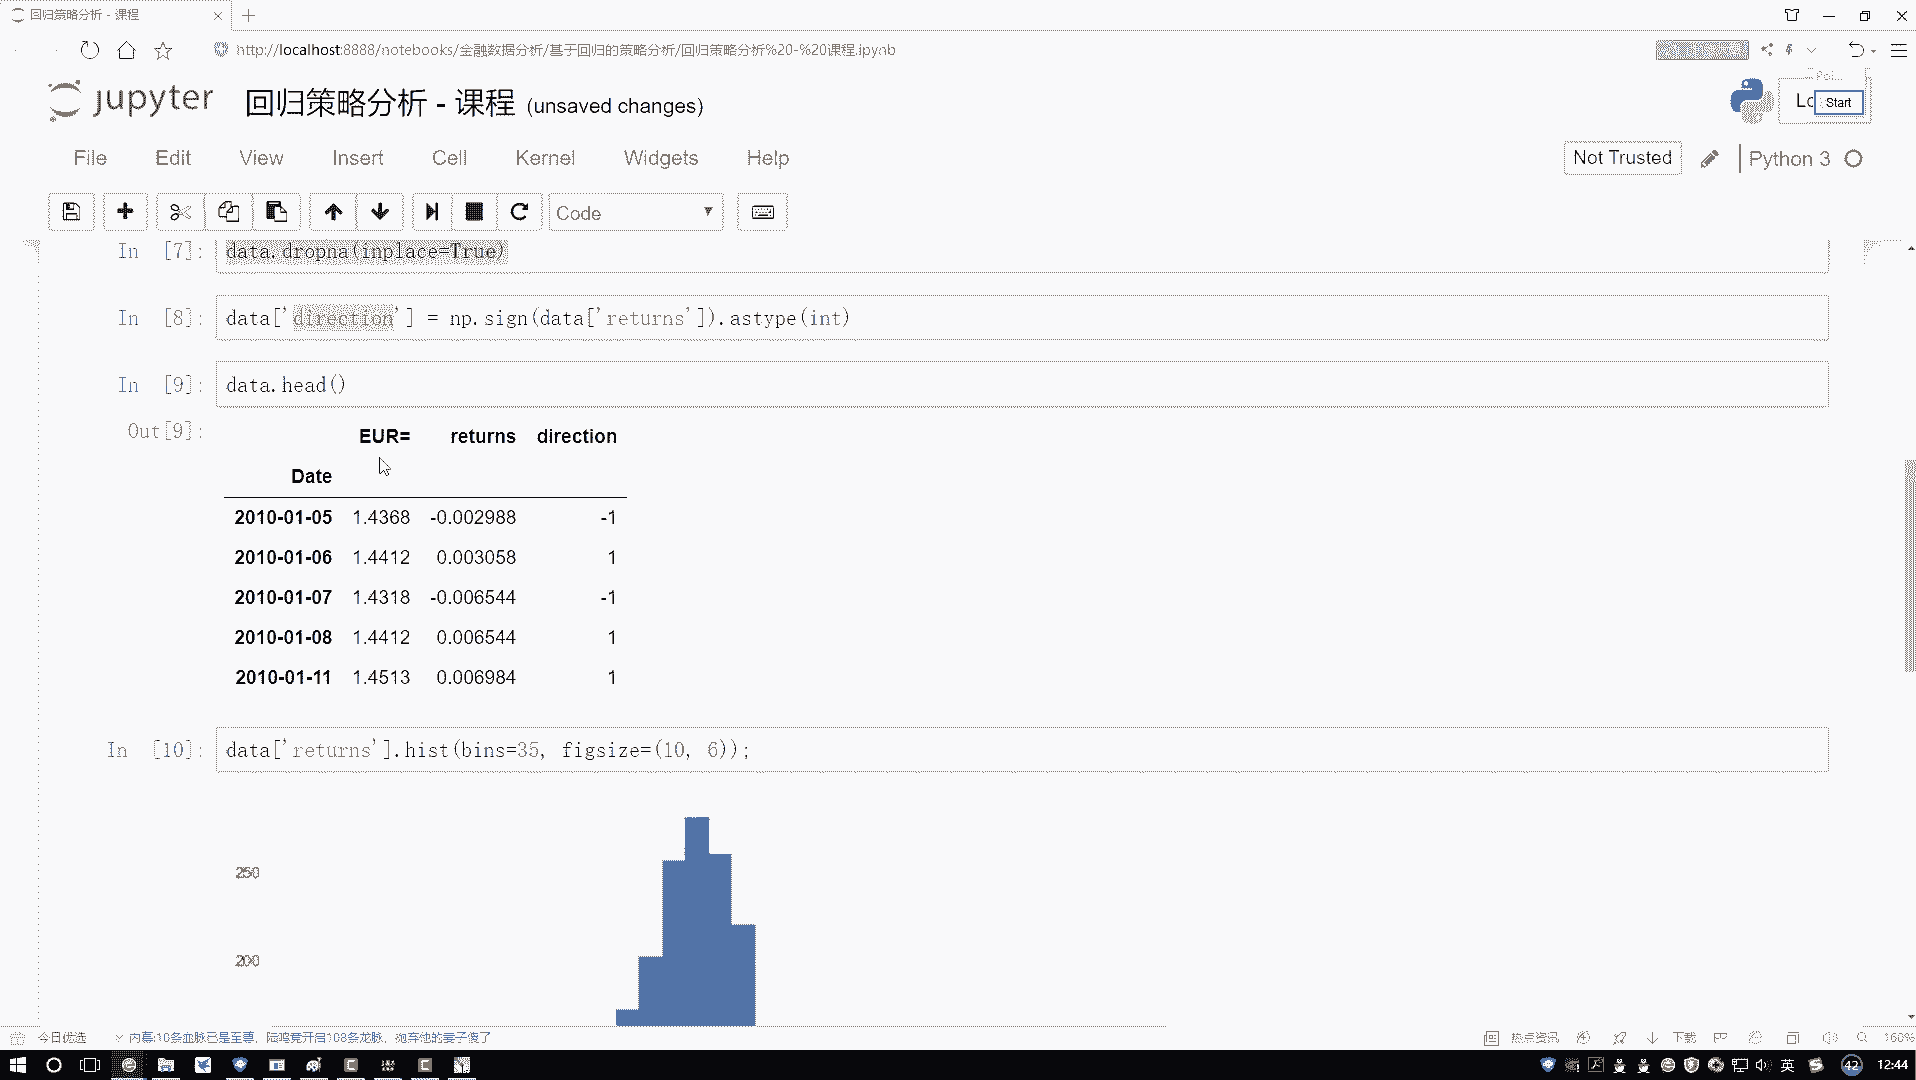 回归策略分析 - 课程
http://localhost:8888/notebooks/金融数据分析/基于回归的策略分析/回归策略分析%20-%20课程.ipynb
jupyter 回归策略分析 - 课程 (unsaved changes)
Start
File Edit View Insert Cell Kernel Widgets Help
Not Trusted Python 3
Code
In [7]: data.dropna(inplace=True)
In [8]: data['direction'] = np.sign(data['returns']).astype(int)
In [9]: data.head()
Out[9]:
EUR= returns direction
Date
2010-01-05 1.4368 -0.002988 -1
2010-01-06 1.4412 0.003058 1
2010-01-07 1.4318 -0.006544 -1
2010-01-08 1.4412 0.006544 1
2010-01-11 1.4513 0.006984 1
In [10]: data['returns'].hist(bins=35, figsize=(10, 6));
250
200
今日优选 内幕:10条血脉已是至尊，陆鸣竟开启108条龙脉，抛弃他的妻子傻了 热点资讯 下载 160%
英 42 12:44